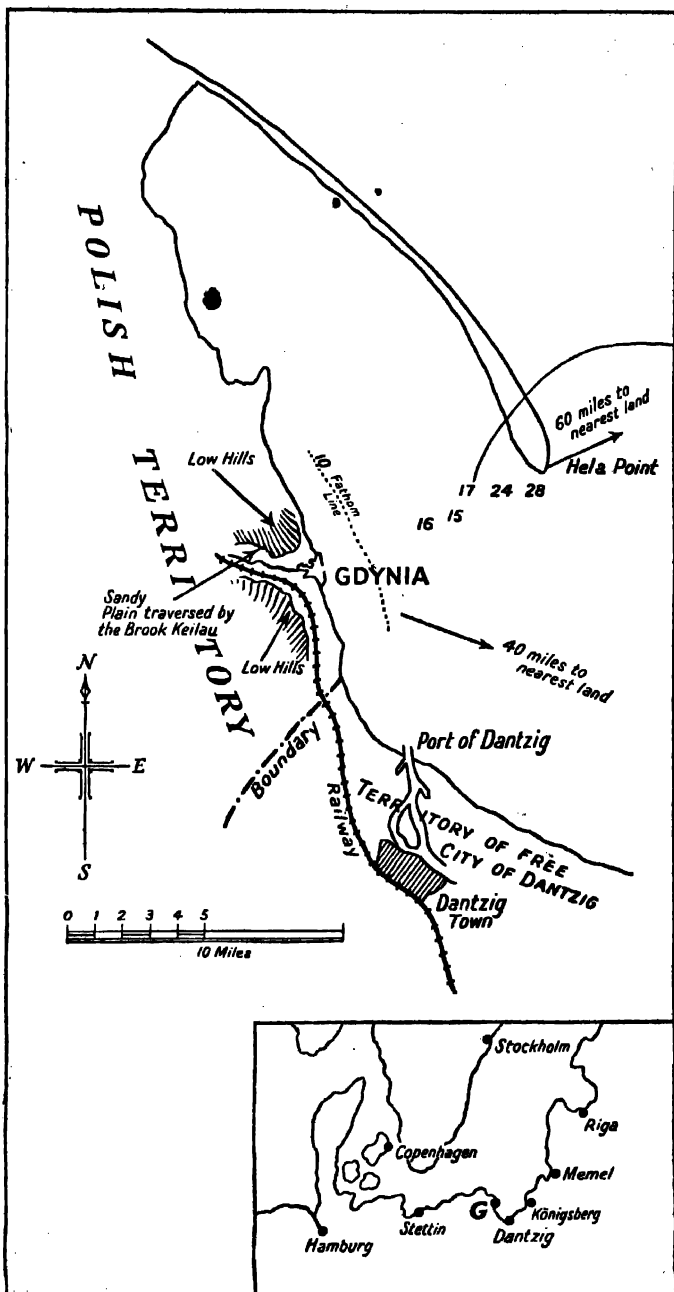 POLISH
TERRITORY
60 miles to
nearest land
Hela Point
17 24 28
16 15
10 Fathom
Line
Low Hills
GDYNIA
Sandy
Plain traversed by
the Brook Keilau
Low Hills
40 miles to
nearest land
N
W E
S
Boundary
Railway
Port of Dantzig
TERRITORY OF FREE
CITY OF DANTZIG
Dantzig
Town
0 1 2 3 4 5
10 Miles
Stockholm
Riga
Copenhagen
Memel
G
Königsberg
Stettin
Dantzig
Hamburg